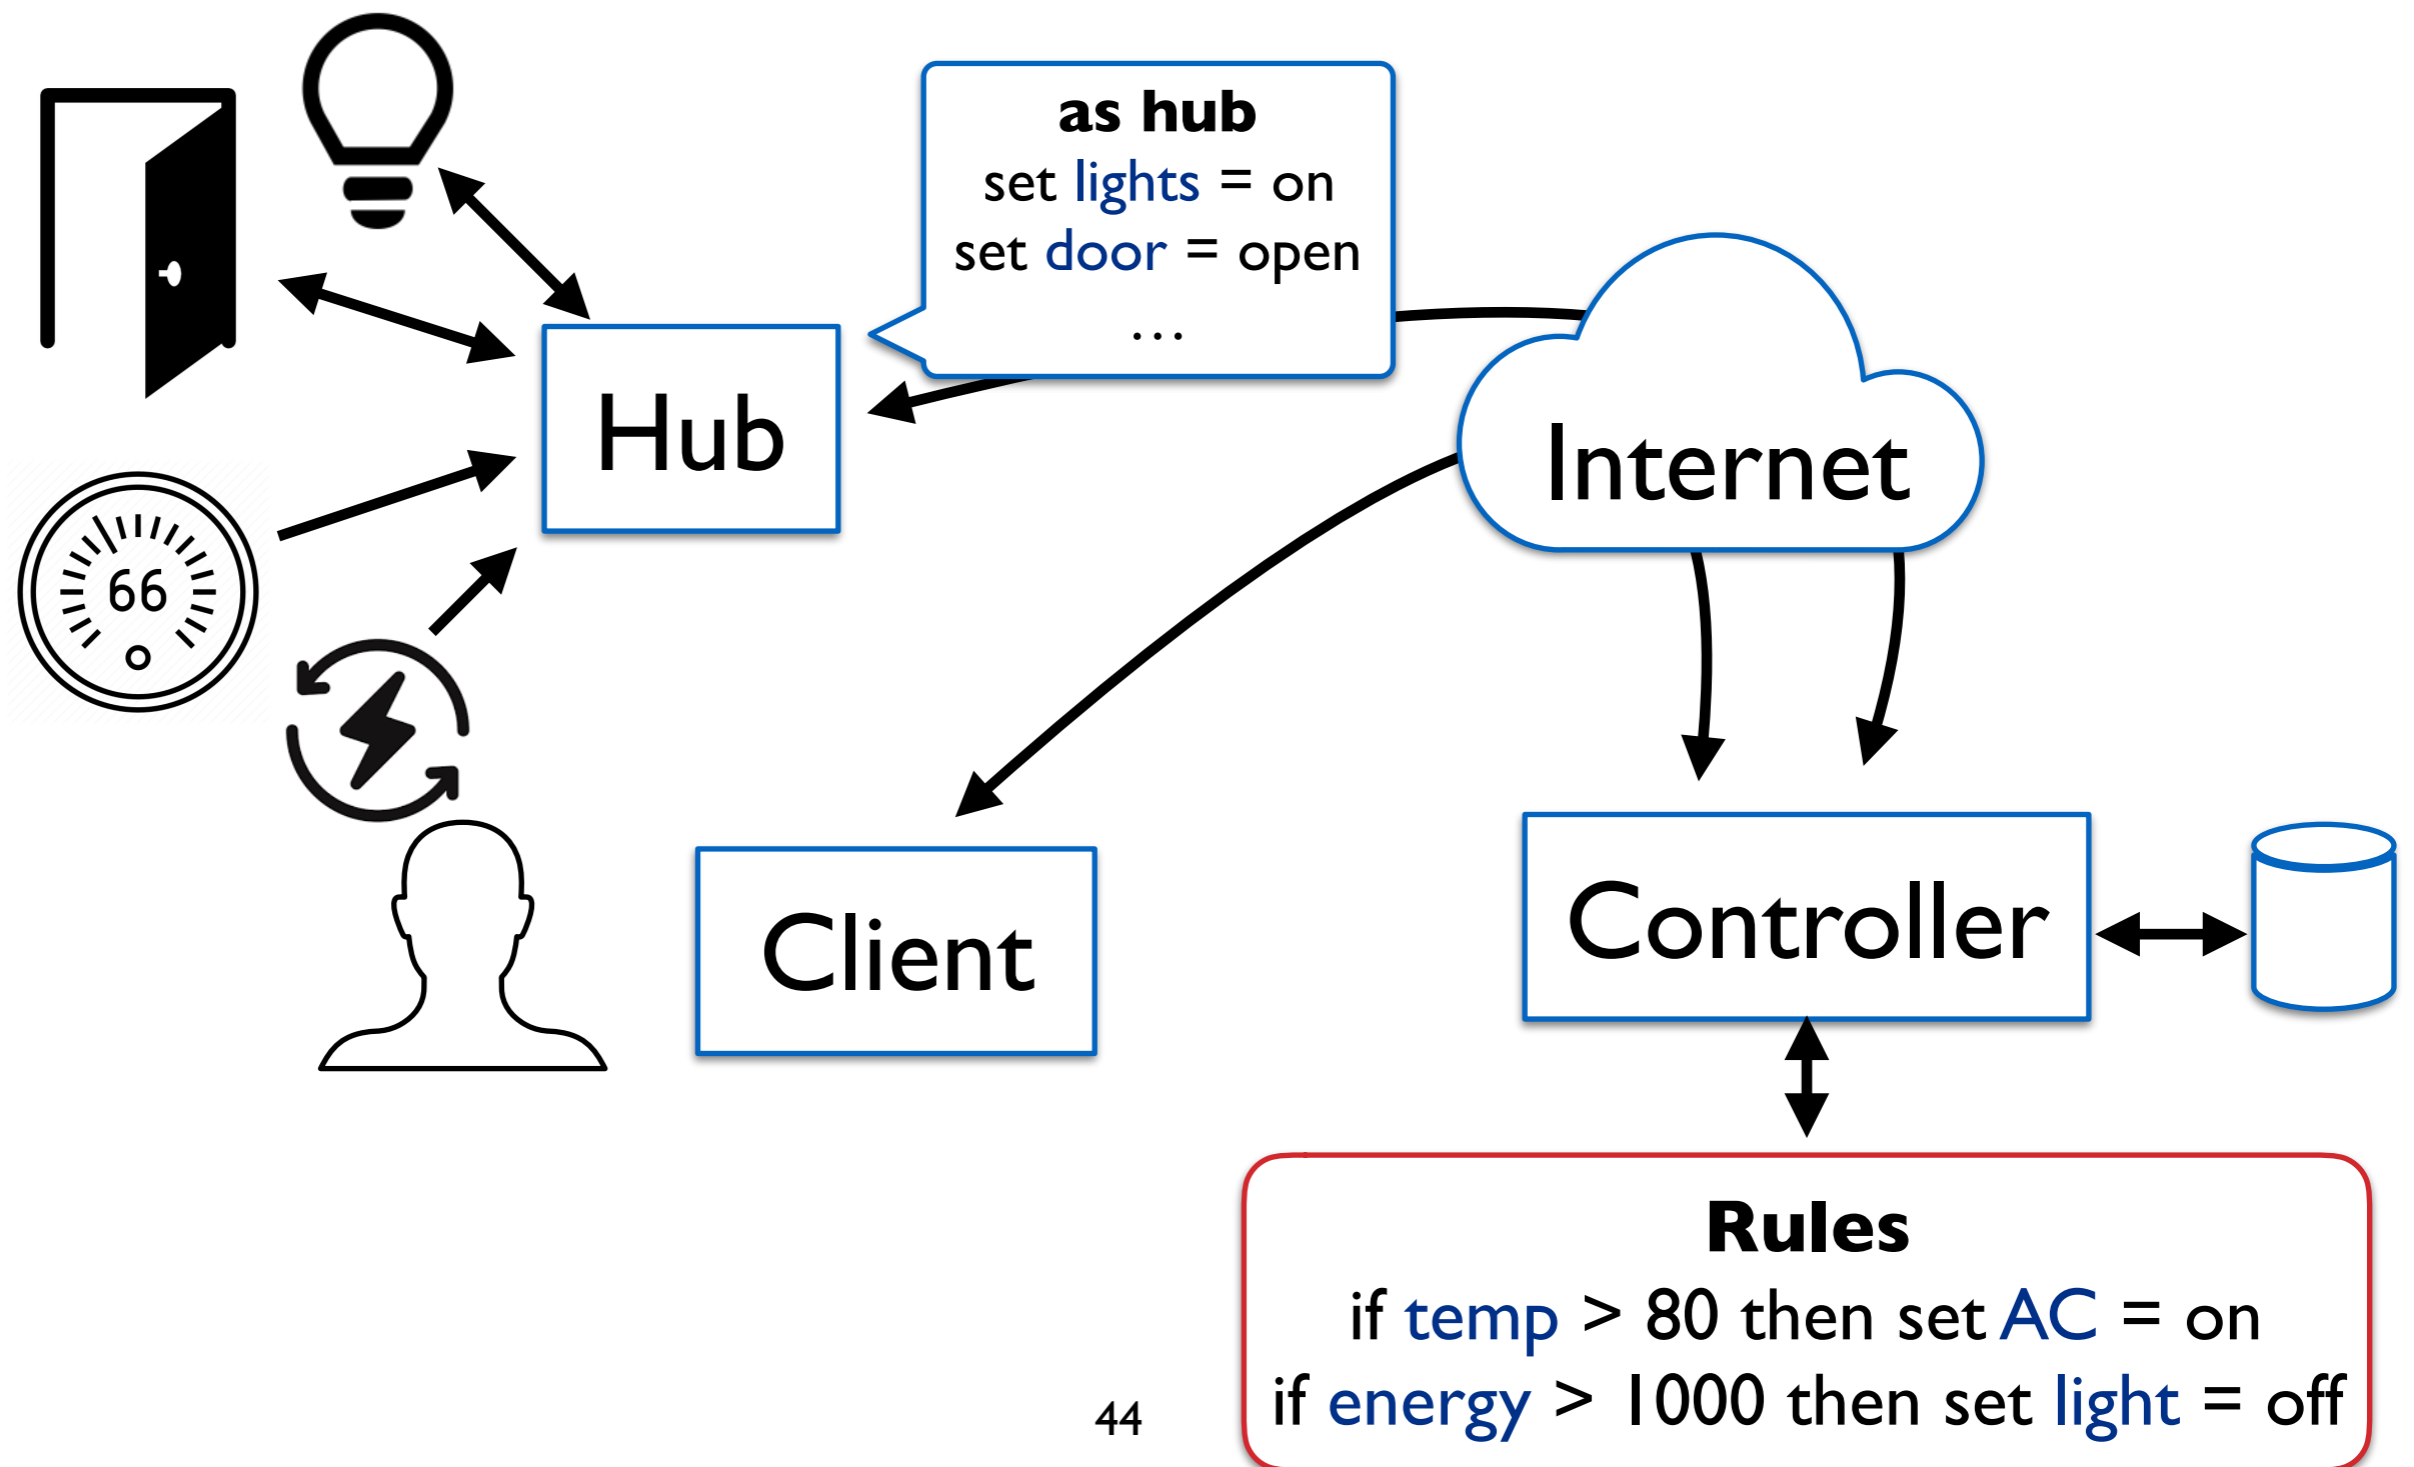 as hub
set lights = on
set door = open
...
Hub
Internet
66
Client
Controller
Rules
if temp > 80 then set AC = on
if energy > 1000 then set light = off
44